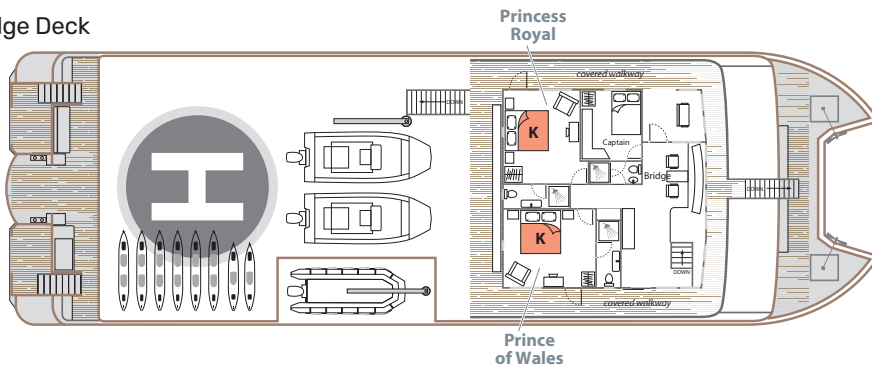 dge Deck
Princess
Royal
covered walkway
DOWN
K
Captain
Bridge
DOWN
H
K
DOWN
covered walkway
Prince
of Wales